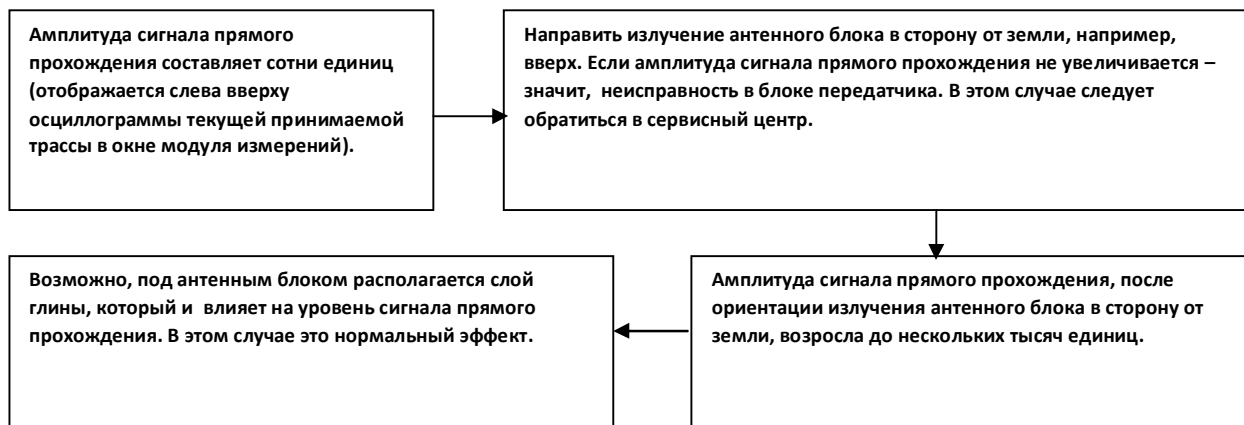 Амплитуда сигнала прямого
прохождения составляет сотни единиц
(отображается слева вверху
осциллограммы текущей принимаемой
трассы в окне модуля измерений).
Направить излучение антенного блока в сторону от земли, например,
вверх. Если амплитуда сигнала прямого прохождения не увеличивается –
значит, неисправность в блоке передатчика. В этом случае следует
обратиться в сервисный центр.
Амплитуда сигнала прямого прохождения, после
ориентации излучения антенного блока в сторону от
земли, возросла до нескольких тысяч единиц.
Возможно, под антенным блоком располагается слой
глины, который и влияет на уровень сигнала прямого
прохождения. В этом случае это нормальный эффект.